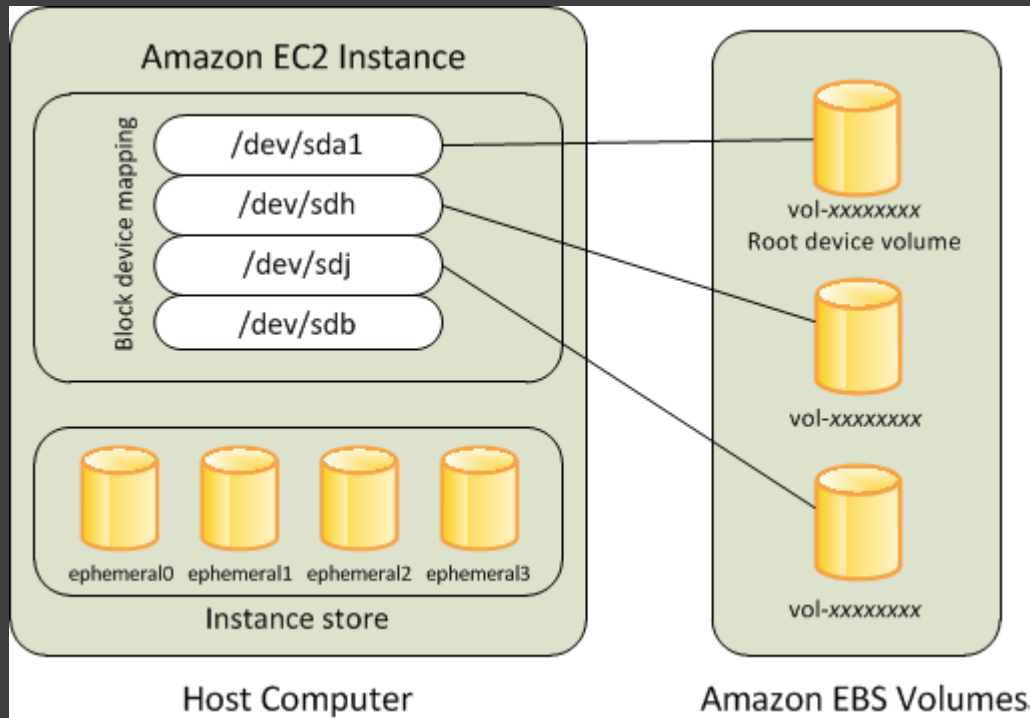 Amazon EC2 Instance
Block device mapping
/dev/sda1
/dev/sdh
/dev/sdj
/dev/sdb
ephemeral0 ephemeral1 ephemeral2 ephemeral3
Instance store
Host Computer
vol-xxxxxxxx
Root device volume
vol-xxxxxxxx
vol-xxxxxxxx
Amazon EBS Volumes